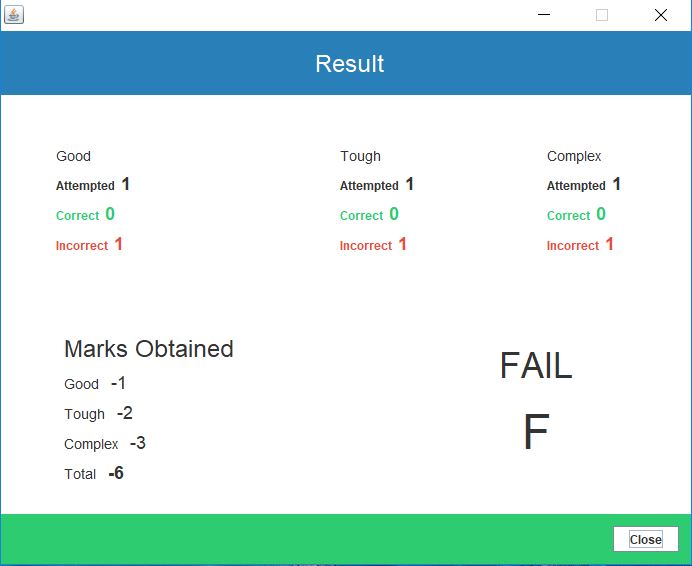 Result
Good
Attempted 1
Correct 0
Incorrect 1
Tough
Attempted 1
Correct 0
Incorrect 1
Complex
Attempted 1
Correct 0
Incorrect 1
Marks Obtained
Good -1
Tough -2
Complex -3
Total -6
FAIL
F
Close